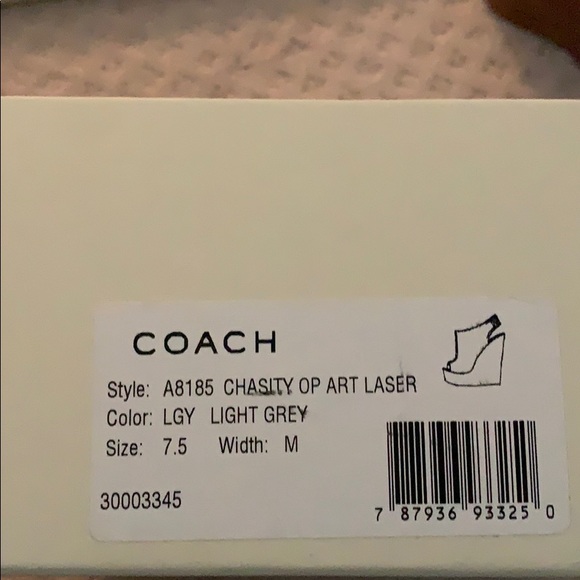 COACH
Style: A8185 CHASITY OP ART LASER
Color: LGY LIGHT GREY
Size: 7.5 Width: M
30003345
7 87936 93325 0